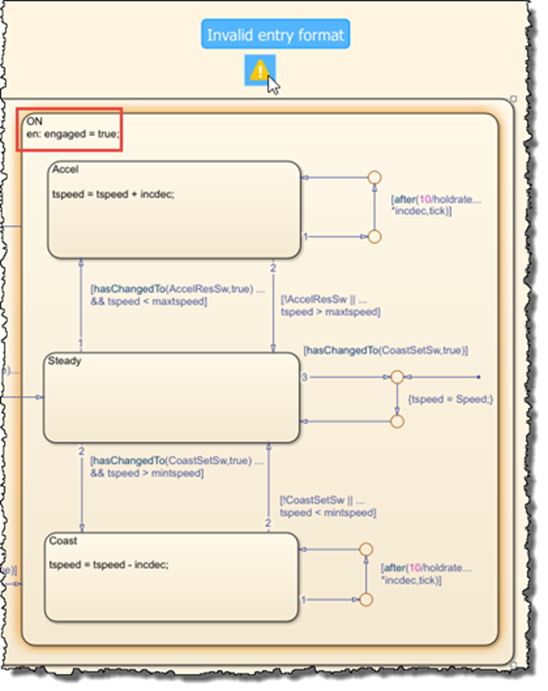 Invalid entry format
ON
en: engaged = true;
Accel
tspeed = tspeed + incdec;
[after(10/holdrate...
*incdec,tick)]
1
2
[hasChangedTo(AccelResSw,true) ...
&& tspeed < maxtspeed]
[!AccelResSw || ...
tspeed > maxtspeed]
1
[hasChangedTo(CoastSetSw,true)]
Steady
3
{tspeed = Speed;}
)...
2
[hasChangedTo(CoastSetSw,true) ...
&& tspeed > mintspeed]
[!CoastSetSw || ...
tspeed < mintspeed]
2
Coast
tspeed = tspeed - incdec;
[after(10/holdrate...
*incdec,tick)]
)]
1